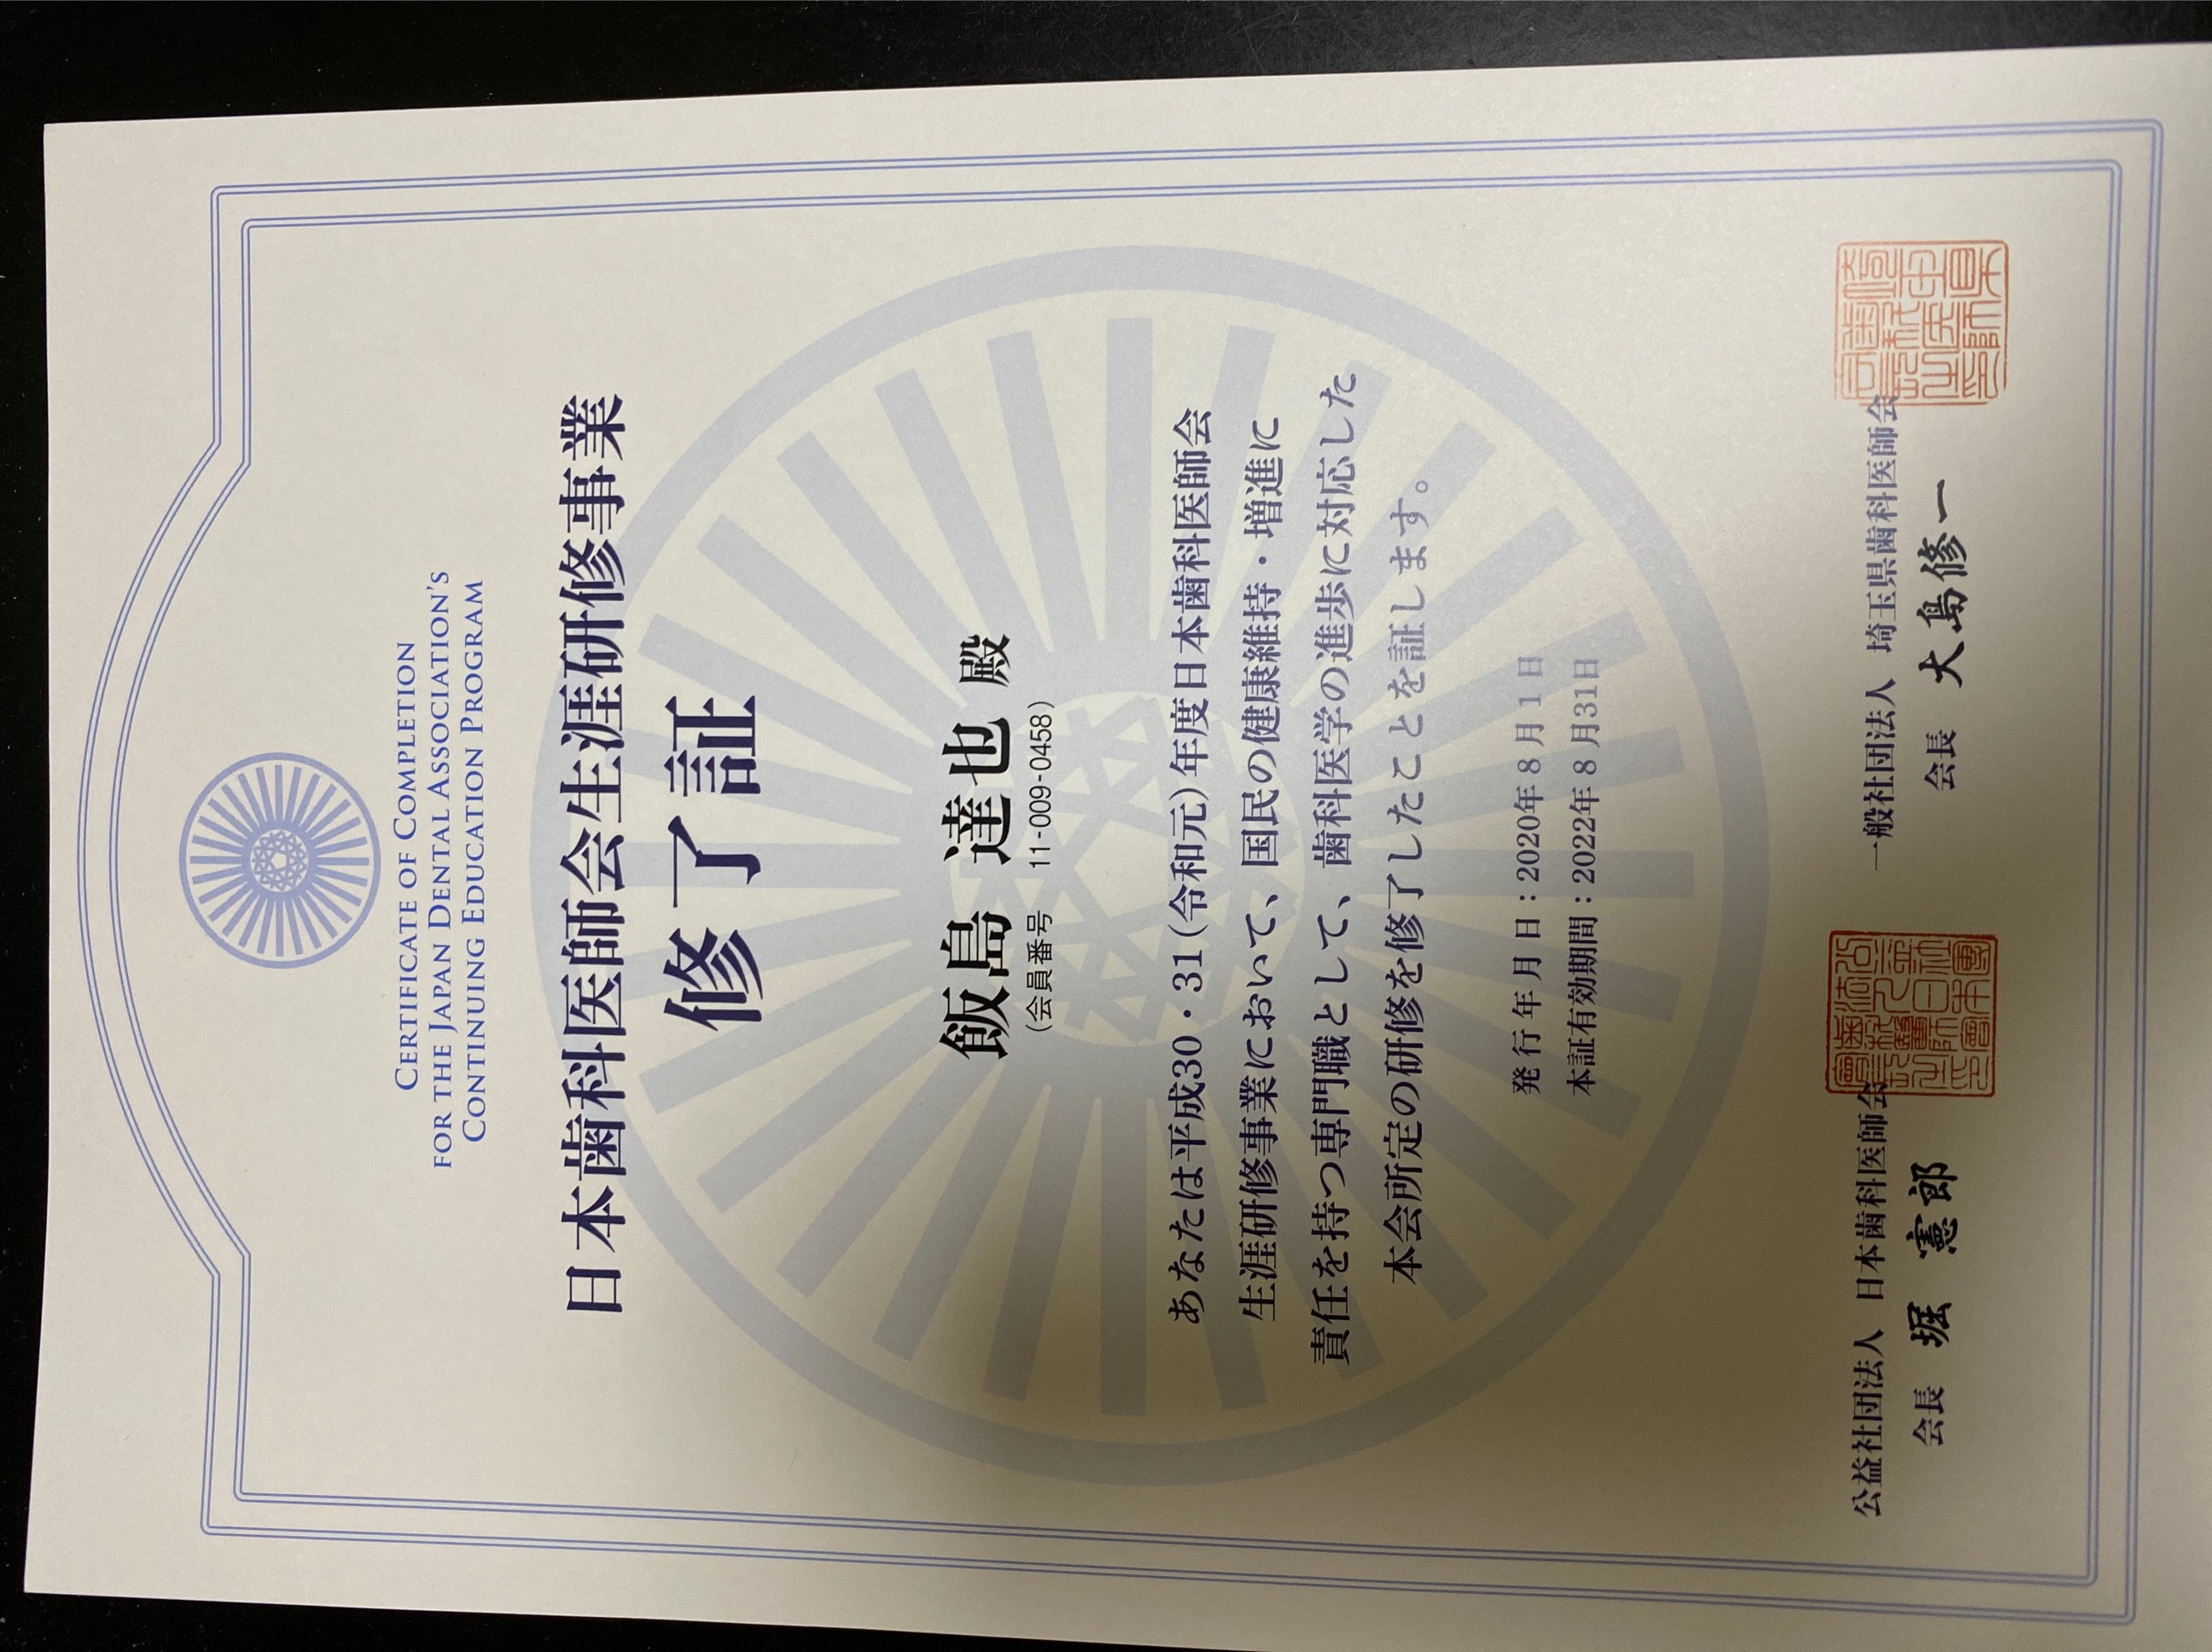 CERTIFICATE OF COMPLETION
FOR THE JAPAN DENTAL ASSOCIATION'S
CONTINUING EDUCATION PROGRAM
日本歯科医師会生涯研修事業
修了証
飯島 達也 殿
(会員番号 11-009-0458)
あなたは平成30・31(令和元)年度日本歯科医師会
生涯研修事業において、国民の健康維持・増進に
責任を持つ専門職として、歯科医学の進歩に対応した
本会所定の研修を修了したことを証します。
発行年月日：2020年8月1日
本証有効期間：2022年8月31日
公益社団法人 日本歯科医師会
会長 堀 憲郎
一般社団法人 埼玉県歯科医師会
会長 大島修一